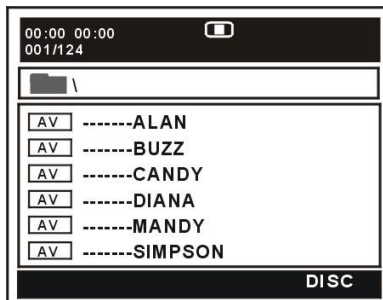 00:00 00:00
001/124
\
AV -------ALAN
AV -------BUZZ
AV -------CANDY
AV -------DIANA
AV -------MANDY
AV -------SIMPSON
DISC